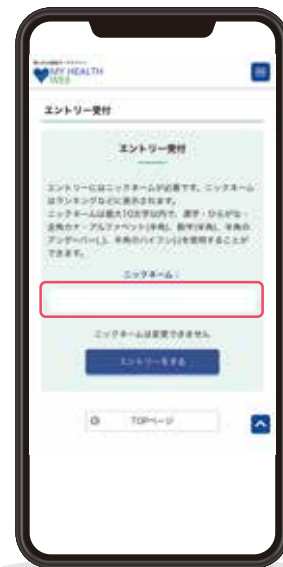 MY HEALTH
WEB
エントリー受付
エントリー受付
エントリーにはニックネームが必要です。ニックネーム
はランキングなどに表示されます。
ニックネームは最大10文字以内で、漢字・ひらがな・
全角カナ・アルファベット(半角)、数字(半角)、半角の
アンダーバー(_)、半角のハイフン(-)を使用することが
できます。
ニックネーム：
ニックネームは変更できません
エントリーをする
TOPページ